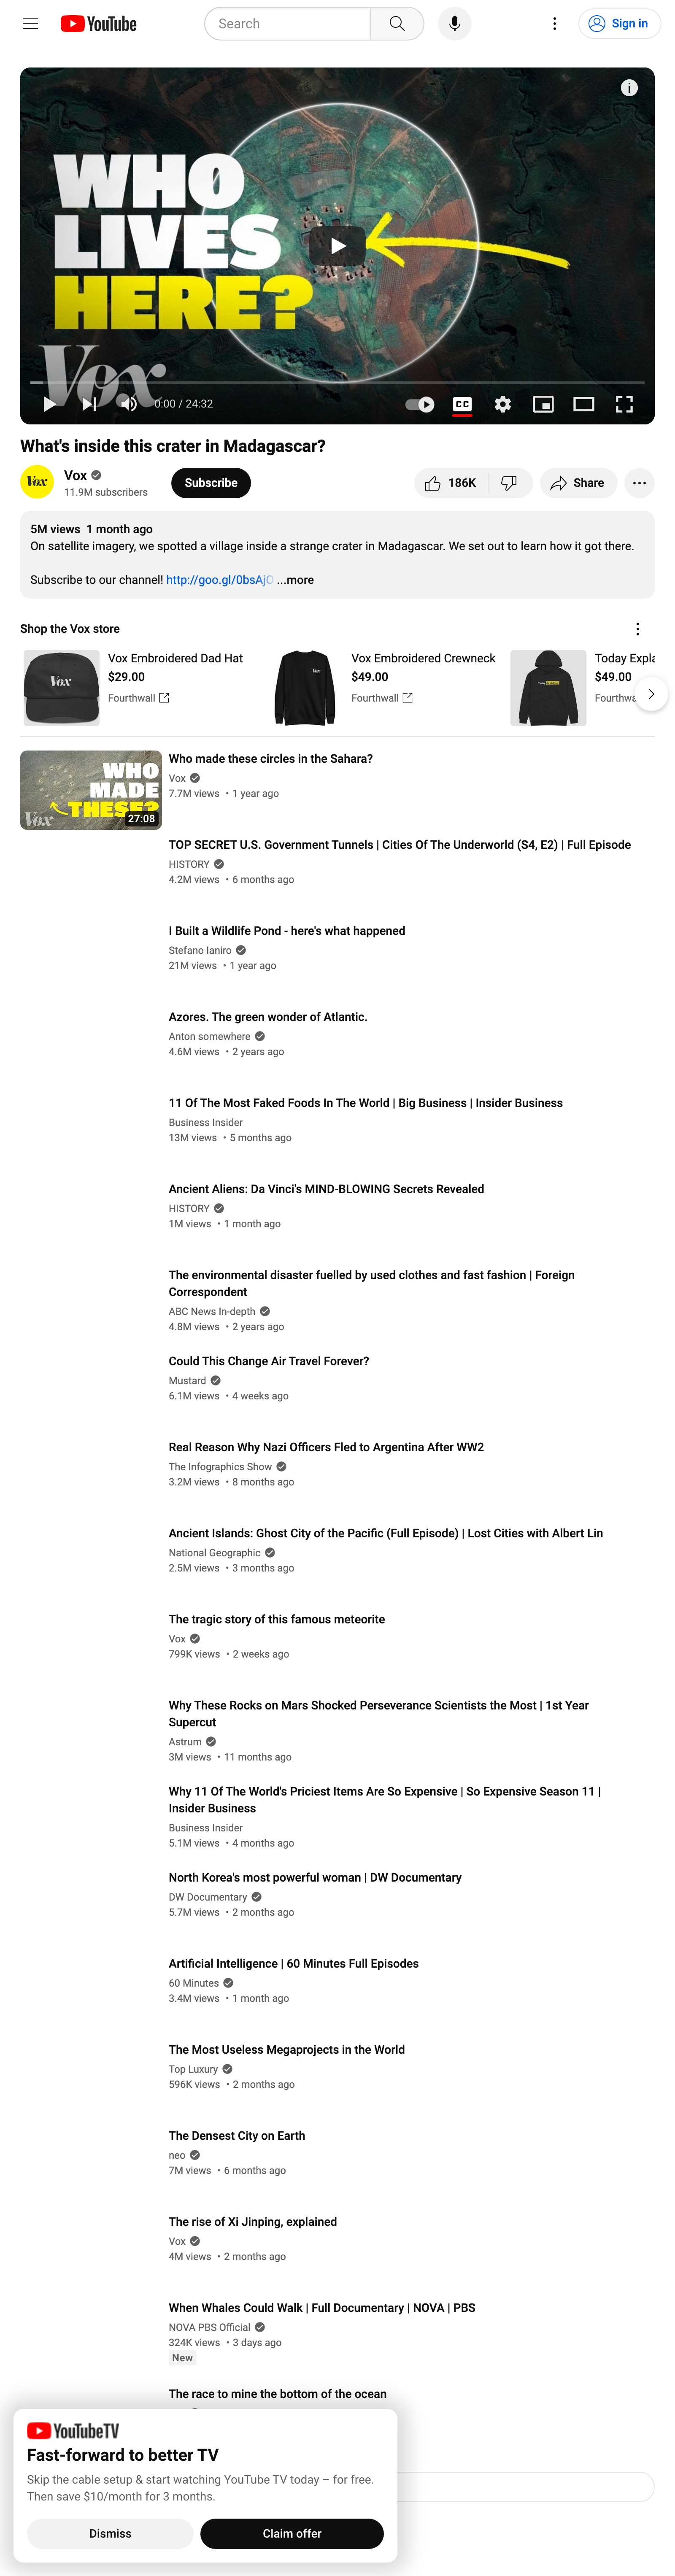 YouTube
Search
Sign in
WHO
LIVES
HERE?
Vox
0:00 / 24:32
CC
What's inside this crater in Madagascar?
Vox
Vox
11.9M subscribers
Subscribe
186K
Share
5M views 1 month ago
On satellite imagery, we spotted a village inside a strange crater in Madagascar. We set out to learn how it got there.
Subscribe to our channel! http://goo.gl/0bsAjO ...more
Shop the Vox store
Vox
Vox Embroidered Dad Hat
$29.00
Fourthwall
Vox
Vox Embroidered Crewneck
$49.00
Fourthwall
Today Expla
$49.00
Fourthwa
WHO
MADE
THESE?
Vox
27:08
Who made these circles in the Sahara?
Vox
7.7M views • 1 year ago
TOP SECRET U.S. Government Tunnels | Cities Of The Underworld (S4, E2) | Full Episode
HISTORY
4.2M views • 6 months ago
I Built a Wildlife Pond - here's what happened
Stefano Ianiro
21M views • 1 year ago
Azores. The green wonder of Atlantic.
Anton somewhere
4.6M views • 2 years ago
11 Of The Most Faked Foods In The World | Big Business | Insider Business
Business Insider
13M views • 5 months ago
Ancient Aliens: Da Vinci's MIND-BLOWING Secrets Revealed
HISTORY
1M views • 1 month ago
The environmental disaster fuelled by used clothes and fast fashion | Foreign
Correspondent
ABC News In-depth
4.8M views • 2 years ago
Could This Change Air Travel Forever?
Mustard
6.1M views • 4 weeks ago
Real Reason Why Nazi Officers Fled to Argentina After WW2
The Infographics Show
3.2M views • 8 months ago
Ancient Islands: Ghost City of the Pacific (Full Episode) | Lost Cities with Albert Lin
National Geographic
2.5M views • 3 months ago
The tragic story of this famous meteorite
Vox
799K views • 2 weeks ago
Why These Rocks on Mars Shocked Perseverance Scientists the Most | 1st Year
Supercut
Astrum
3M views • 11 months ago
Why 11 Of The World's Priciest Items Are So Expensive | So Expensive Season 11 |
Insider Business
Business Insider
5.1M views • 4 months ago
North Korea's most powerful woman | DW Documentary
DW Documentary
5.7M views • 2 months ago
Artificial Intelligence | 60 Minutes Full Episodes
60 Minutes
3.4M views • 1 month ago
The Most Useless Megaprojects in the World
Top Luxury
596K views • 2 months ago
The Densest City on Earth
neo
7M views • 6 months ago
The rise of Xi Jinping, explained
Vox
4M views • 2 months ago
When Whales Could Walk | Full Documentary | NOVA | PBS
NOVA PBS Official
324K views • 3 days ago
New
The race to mine the bottom of the ocean
YouTubeTV
Fast-forward to better TV
Skip the cable setup & start watching YouTube TV today – for free.
Then save $10/month for 3 months.
Dismiss
Claim offer